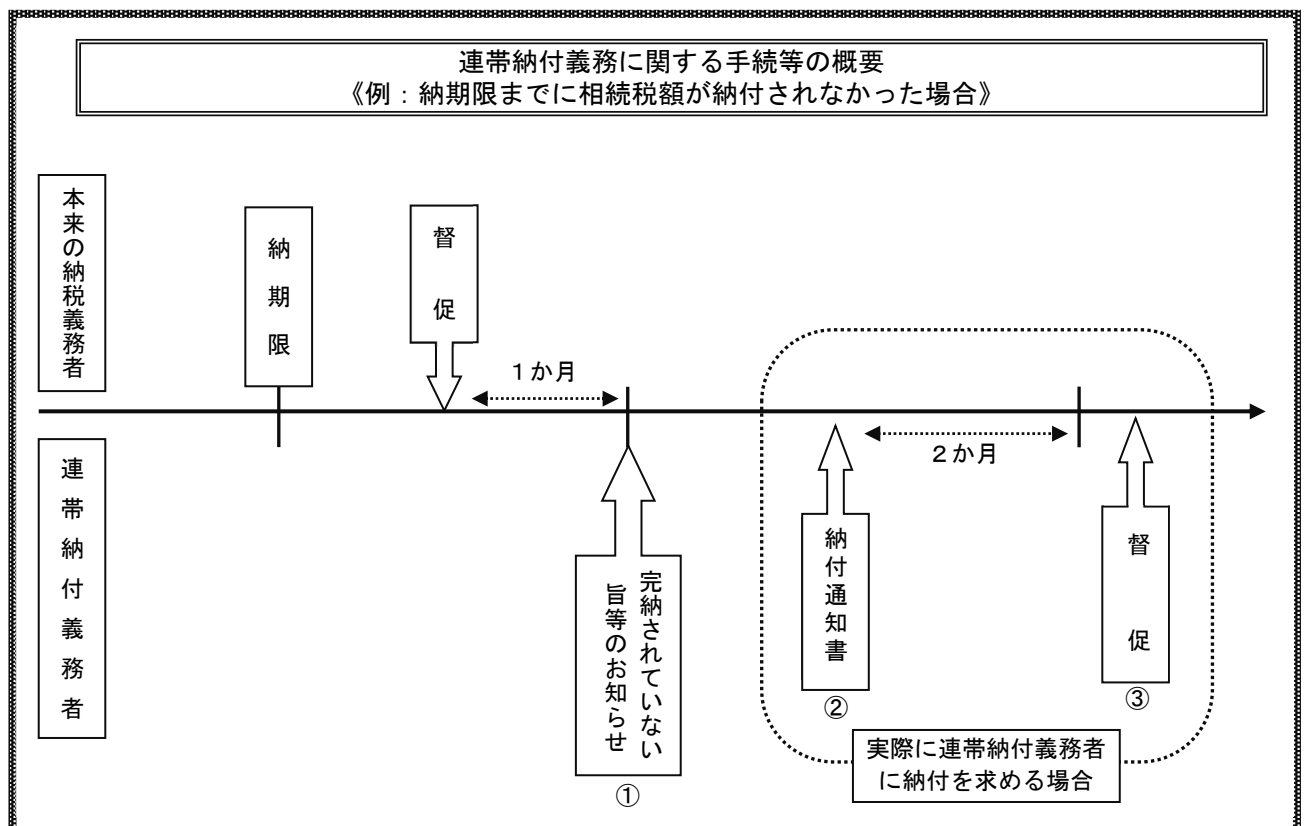 連帯納付義務に関する手続等の概要
《例：納期限までに相続税額が納付されなかった場合》
本来の納税義務者
納期限
督促
１か月
２か月
連帯納付義務者
完納されていない
旨等のお知らせ
①
納付通知書
②
督促
③
実際に連帯納付義務者
に納付を求める場合